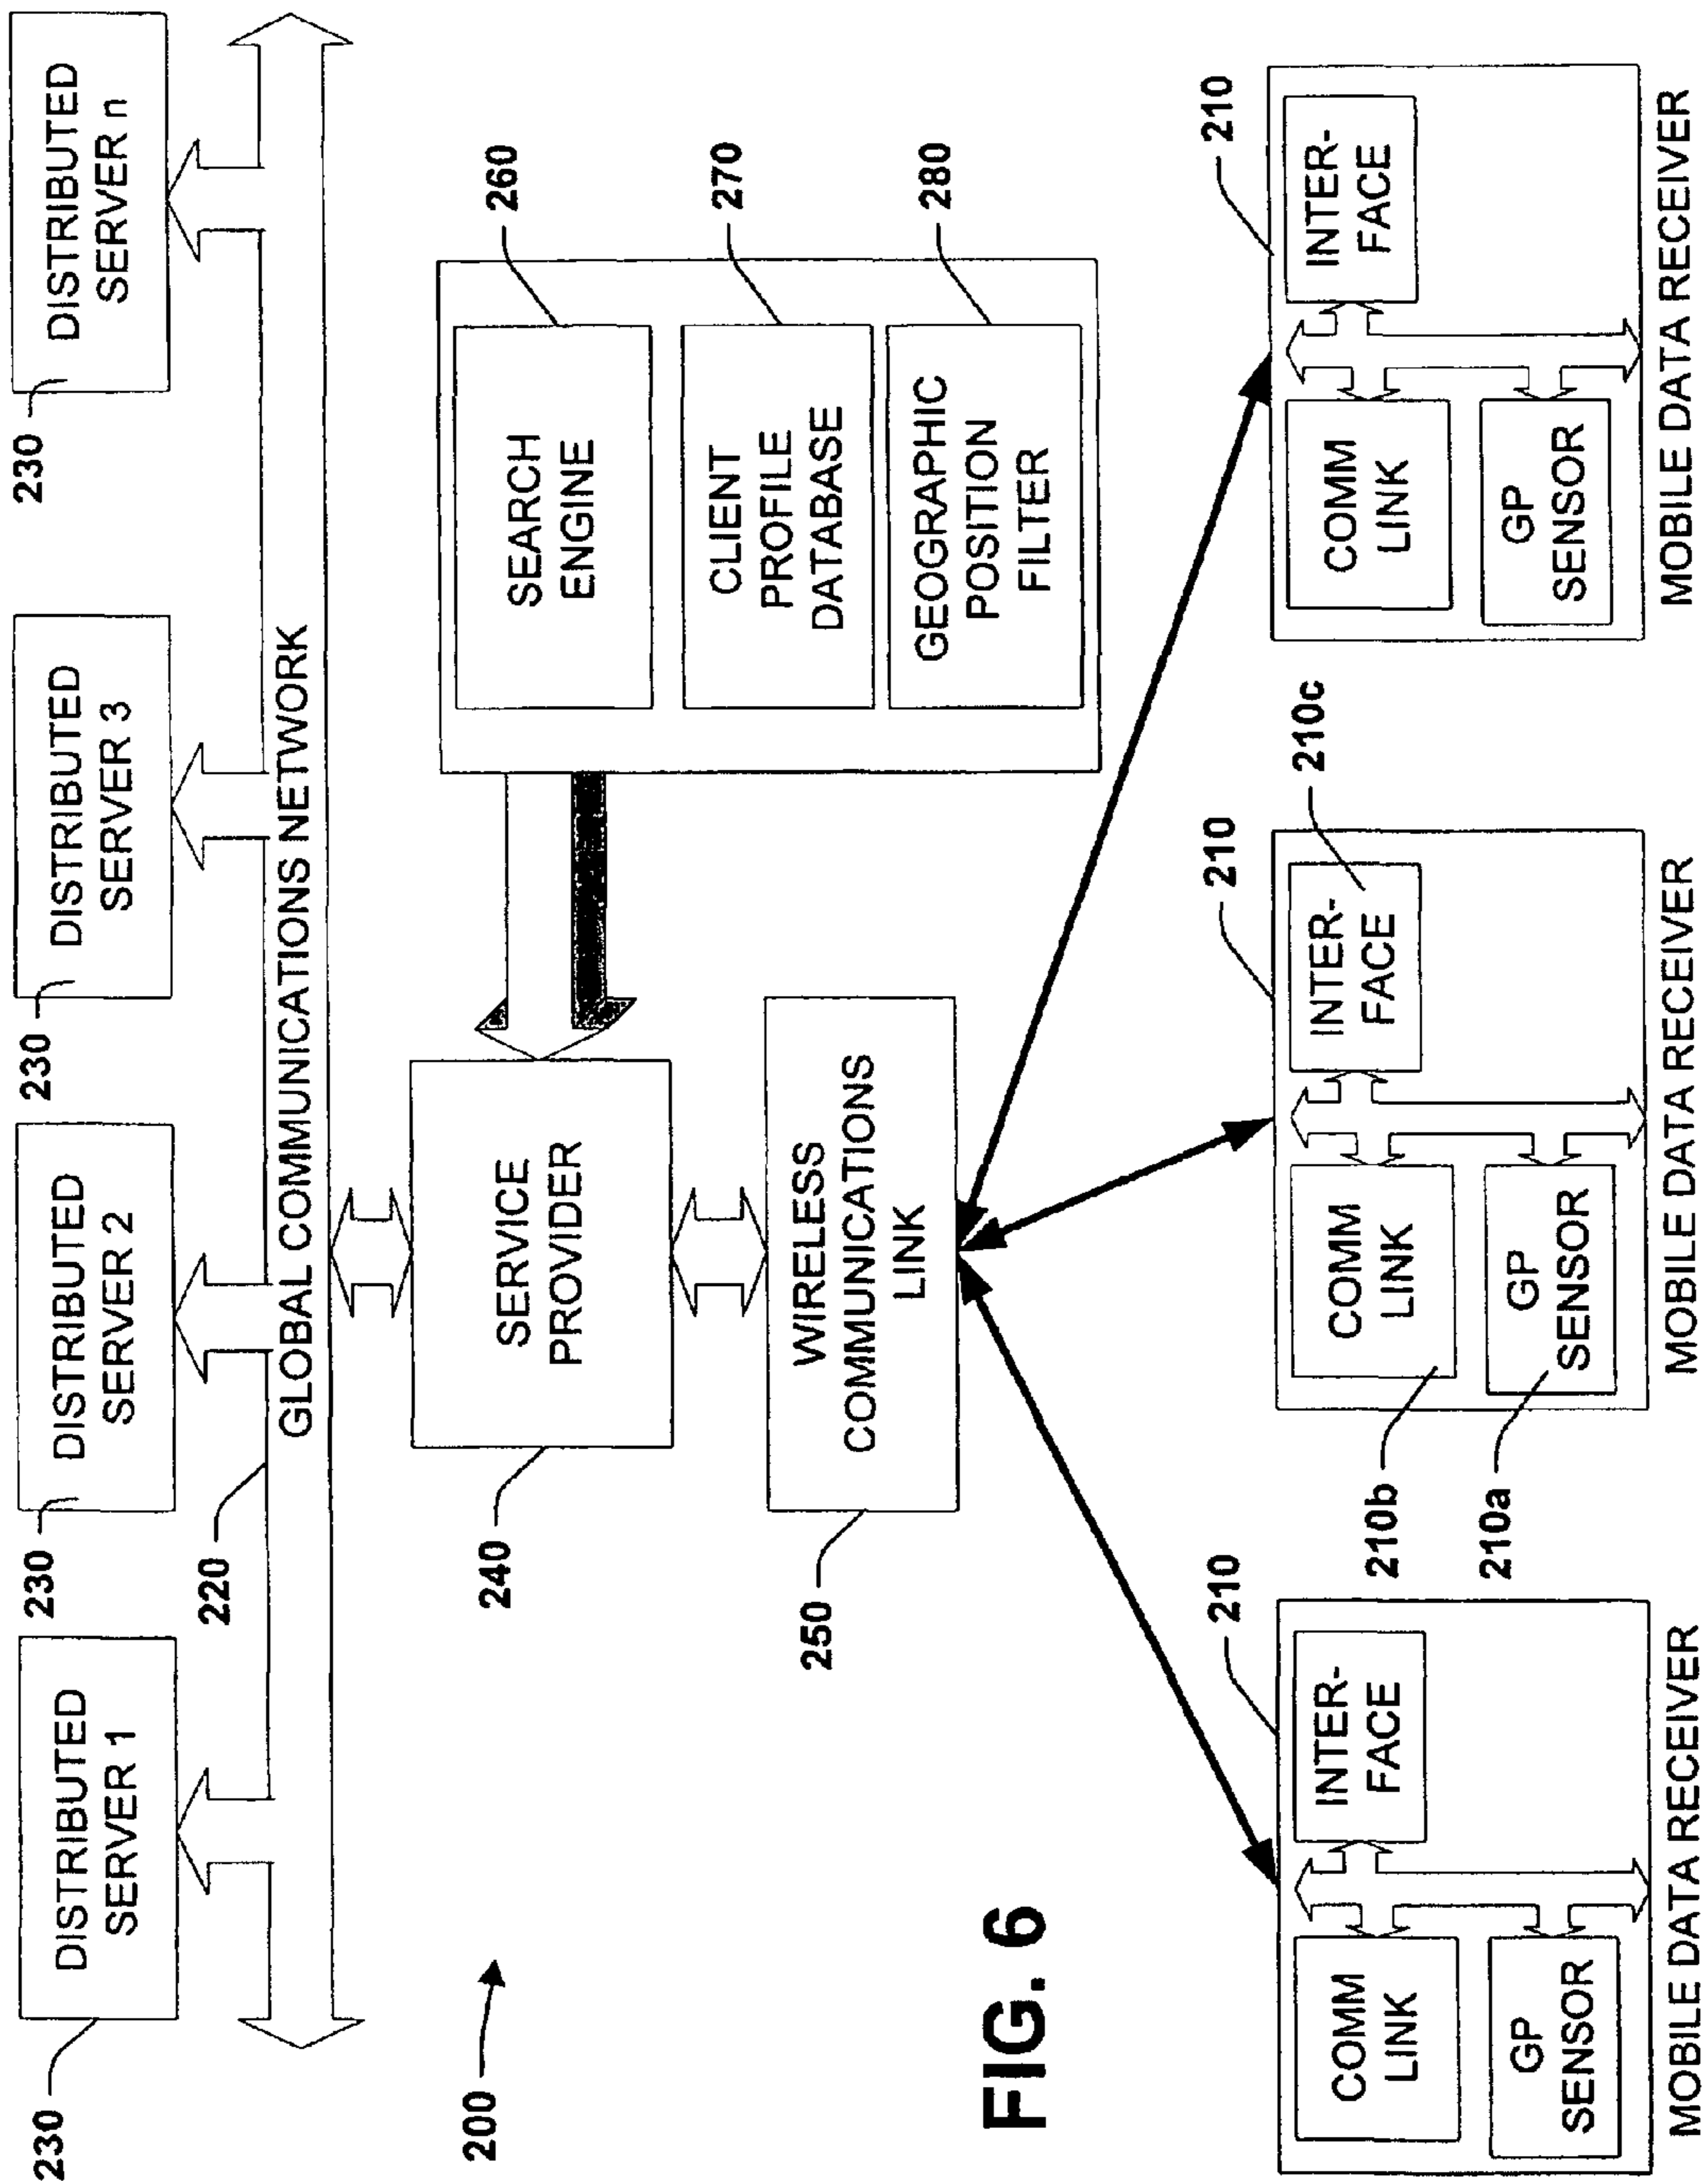 230
230
230
230
DISTRIBUTED
SERVER 1
DISTRIBUTED
SERVER 2
DISTRIBUTED
SERVER 3
DISTRIBUTED
SERVER n
220
GLOBAL COMMUNICATIONS NETWORK
200
240
SERVICE
PROVIDER
SEARCH
ENGINE
260
CLIENT
PROFILE
DATABASE
270
GEOGRAPHIC
POSITION
FILTER
280
250
WIRELESS
COMMUNICATIONS
LINK
FIG. 6
210
COMM
LINK
INTER-
FACE
GP
SENSOR
MOBILE DATA RECEIVER
210
COMM
LINK
INTER-
FACE
210c
210b
GP
SENSOR
210a
MOBILE DATA RECEIVER
210
COMM
LINK
INTER-
FACE
GP
SENSOR
MOBILE DATA RECEIVER